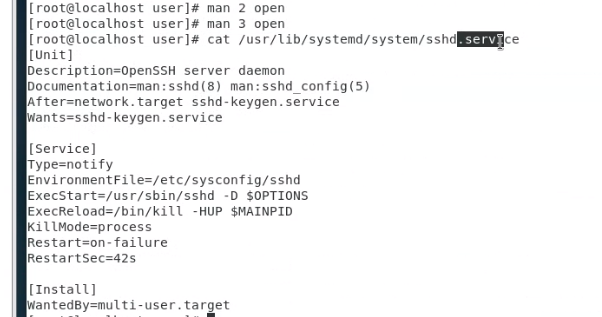 [root@localhost user]# man 2 open
[root@localhost user]# man 3 open
[root@localhost user]# cat /usr/lib/systemd/system/sshd.service
[Unit]
Description=OpenSSH server daemon
Documentation=man:sshd(8) man:sshd_config(5)
After=network.target sshd-keygen.service
Wants=sshd-keygen.service
[Service]
Type=notify
EnvironmentFile=/etc/sysconfig/sshd
ExecStart=/usr/sbin/sshd -D $OPTIONS
ExecReload=/bin/kill -HUP $MAINPID
KillMode=process
Restart=on-failure
RestartSec=42s
[Install]
WantedBy=multi-user.target